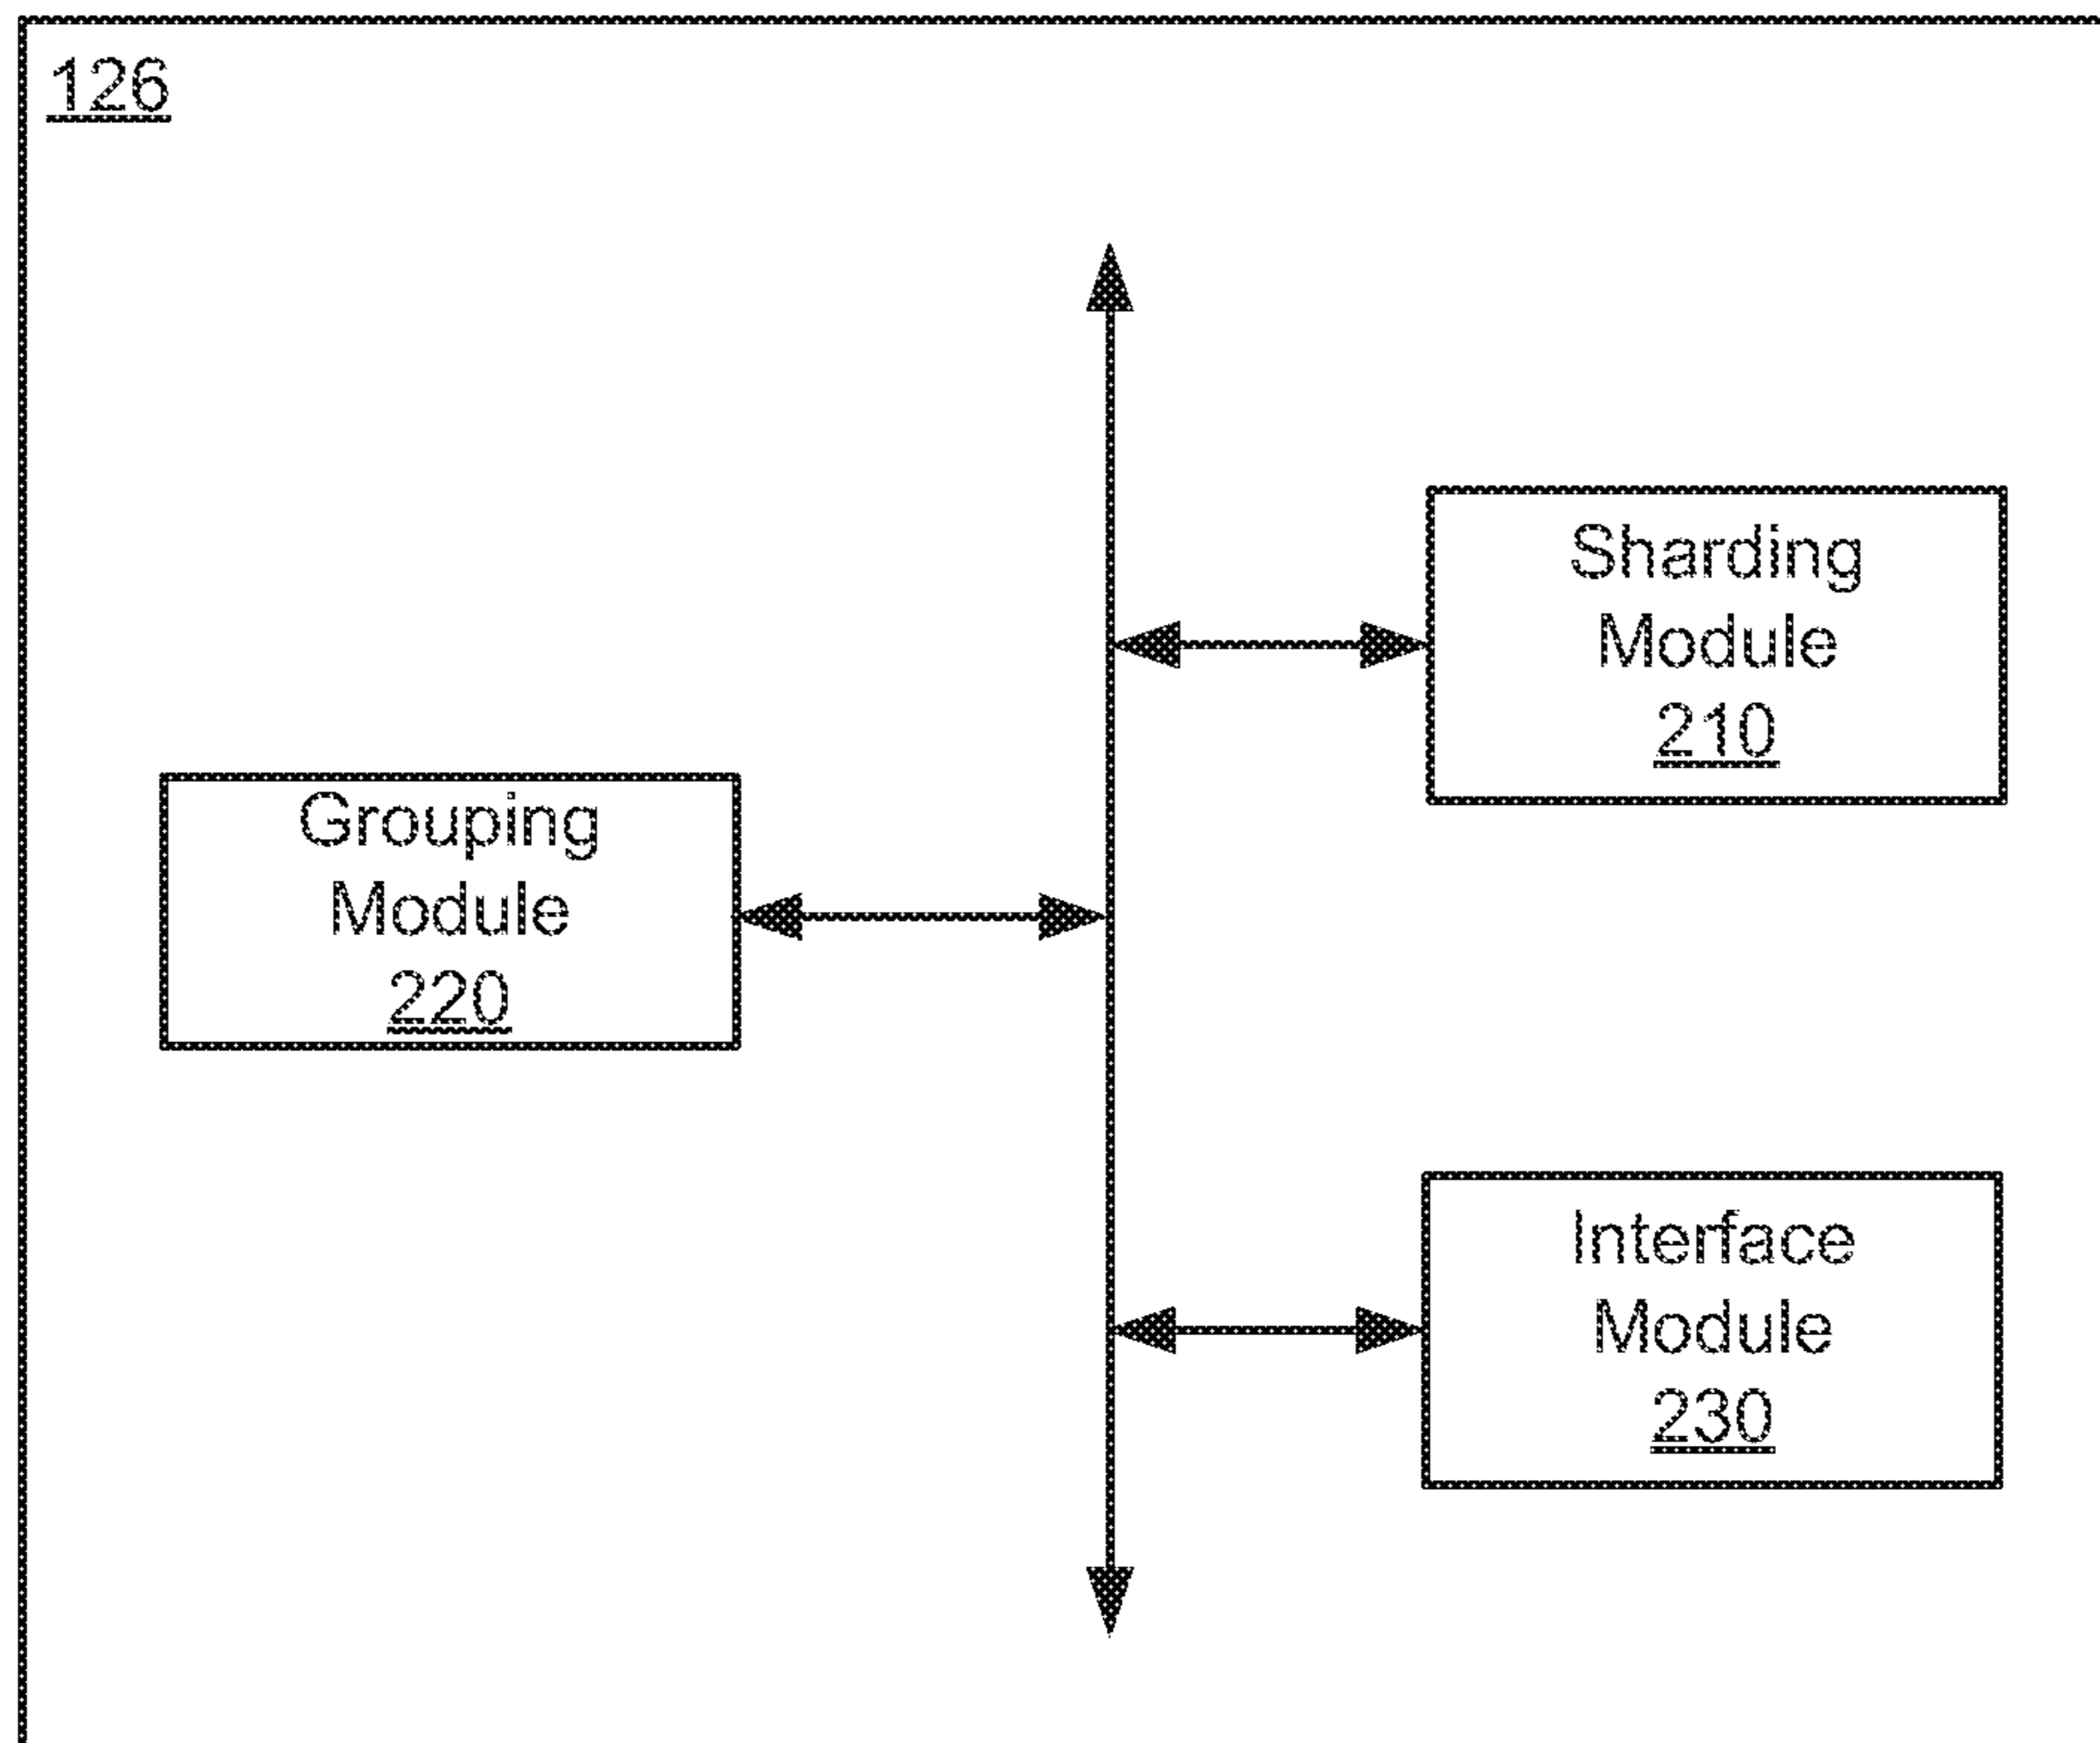 126
Sharding
Module
210
Grouping
Module
220
Interface
Module
230